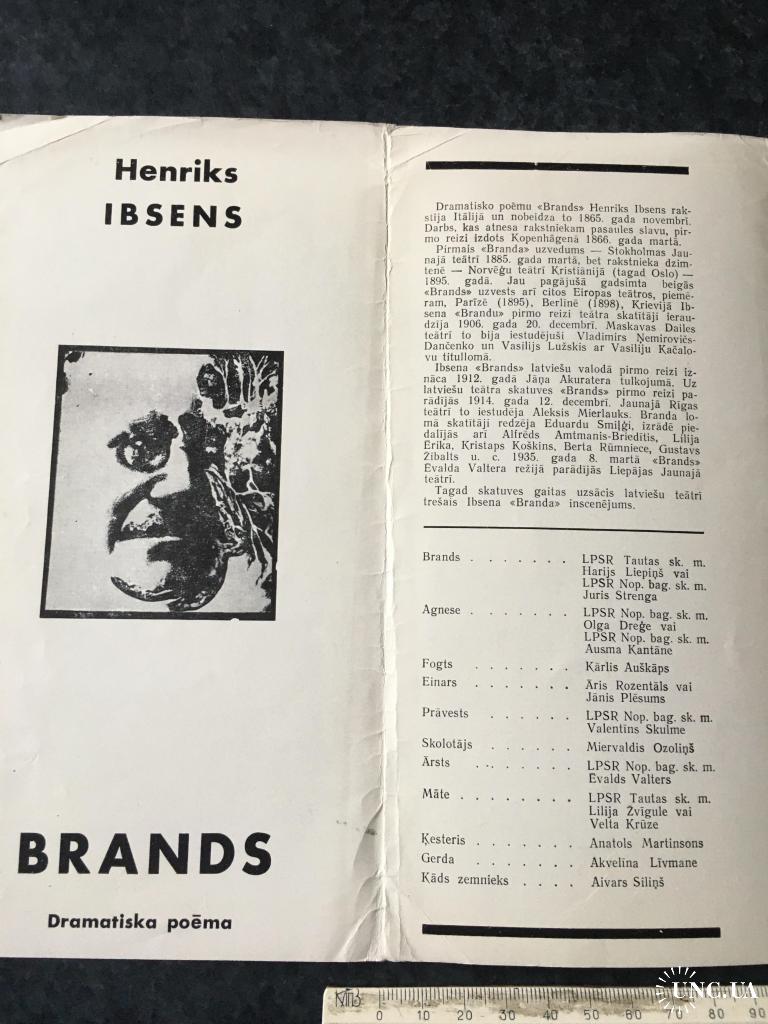 Henriks
IBSENS
BRANDS
Dramatiska poēma
Dramatisko poēmu «Brands» Henriks Ibsens rak-
stīja Itālijā un nobeidza to 1865. gada novembrī.
Darbs, kas atnesa rakstniekam pasaules slavu, pir-
mo reizi izdots Kopenhāgenā 1866. gada martā.
Pirmais «Branda» uzvedums — Stokholmas Jau-
najā teātrī 1885. gada martā, bet rakstnieka dzim-
tenē — Norvēģu teātrī Kristiānijā (tagad Oslo) —
1895. gadā. Jau pagājušā gadsimta beigās
«Brands» uzvests arī citos Eiropas teātros, piemē-
ram, Parīzē (1895), Berlīnē (1898), Krievijā Ib-
sena «Brandu» pirmo reizi teātra skatītāji ierau-
dzīja 1906. gada 20. decembrī. Maskavas Dailes
teātrī to bija iestudējuši Vladimirs Ņemirovičs-
Dančenko un Vasilijs Lužskis ar Vasiliju Kačalo-
vu titullomā.
Ibsena «Brands» latviešu valodā pirmo reizi iz-
nāca 1912. gadā Jāņa Akuratera tulkojumā. Uz
latviešu teātra skatuves «Brands» pirmo reizi pa-
rādījās 1914. gada 12. decembrī. Jaunajā Rīgas
teātrī to iestudēja Aleksis Mierlauks. Branda lo-
mā skatītāji redzēja Eduardu Smiļģi, izrādē pie-
dalījās arī Alfrēds Amtmanis-Briedītis, Lilija
Ērika, Kristaps Koškins, Berta Rūmniece, Gustavs
Žibalts u. c. 1935. gada 8. martā «Brands»
Evalda Valtera režijā parādījās Liepājas Jaunajā
teātrī.
Tagad skatuves gaitas uzsācis latviešu teātrī
trešais Ibsena «Branda» inscenējums.
Brands . . . . . . . LPSR Tautas sk. m.
Harijs Liepiņš vai
LPSR Nop. bag. sk. m.
Juris Strenga
Agnese . . . . . . . LPSR Nop. bag. sk. m.
Olga Dreģe vai
LPSR Nop. bag. sk. m.
Ausma Kantāne
Fogts . . . . . . . Kārlis Auškāps
Einars . . . . . . . Āris Rozentāls vai
Jānis Plēsums
Prāvests . . . . . . LPSR Nop. bag. sk. m.
Valentīns Skulme
Skolotājs . . . . . . Miervaldis Ozoliņš
Ārsts . . . . . . . LPSR Nop. bag. sk. m.
Evalds Valters
Māte . . . . . . . . LPSR Tautas sk. m.
Lilija Žvīgule vai
Velta Krūze
Ķesteris . . . . . . . Anatols Martinsons
Gerda . . . . . . . Akvelīna Līvmane
Kāds zemnieks . . . . Aivars Siliņš
0 10 20 30 40 50 60 70 80 90
UNC.UA